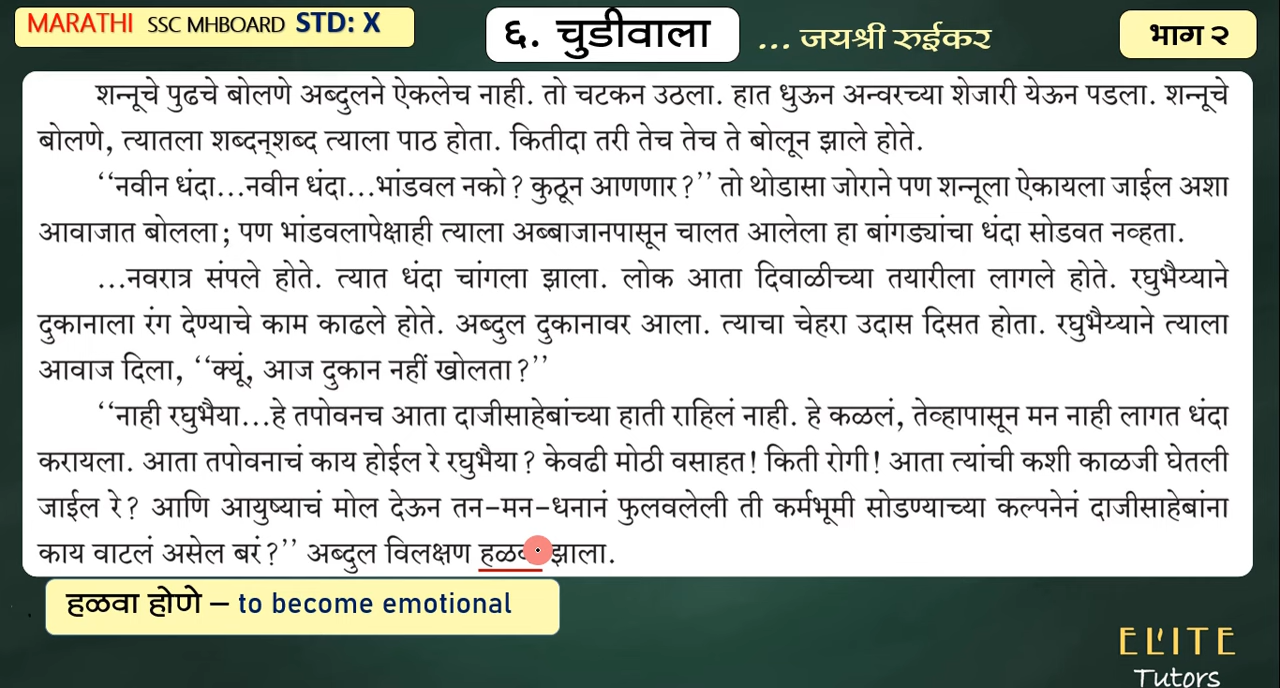 MARATHI SSC MHBOARD STD: X
६. चुडीवाला
... जयश्री रुईकर
भाग २
शन्नूचे पुढचे बोलणे अब्दुलने ऐकलेच नाही. तो चटकन उठला. हात धुऊन अन्वरच्या शेजारी येऊन पडला. शन्नूचे
बोलणे, त्यातला शब्दन्‌शब्द त्याला पाठ होता. कितीदा तरी तेच तेच ते बोलून झाले होते.
‘‘नवीन धंदा...नवीन धंदा...भांडवल नको? कुठून आणणार?’’ तो थोडासा जोराने पण शन्नूला ऐकायला जाईल अशा
आवाजात बोलला; पण भांडवलापेक्षाही त्याला अब्बाजानपासून चालत आलेला हा बांगड्यांचा धंदा सोडवत नव्हता.
...नवरात्र संपले होते. त्यात धंदा चांगला झाला. लोक आता दिवाळीच्या तयारीला लागले होते. रघुभैय्याने
दुकानाला रंग देण्याचे काम काढले होते. अब्दुल दुकानावर आला. त्याचा चेहरा उदास दिसत होता. रघुभैय्याने त्याला
आवाज दिला, ‘‘क्यूं, आज दुकान नहीं खोलता?’’
‘‘नाही रघुभैया...हे तपोवनच आता दाजीसाहेबांच्या हाती राहिलं नाही. हे कळलं, तेव्हापासून मन नाही लागत धंदा
करायला. आता तपोवनाचं काय होईल रे रघुभैया? केवढी मोठी वसाहत! किती रोगी! आता त्यांची कशी काळजी घेतली
जाईल रे? आणि आयुष्याचं मोल देऊन तन-मन-धनानं फुलवलेली ती कर्मभूमी सोडण्याच्या कल्पनेनं दाजीसाहेबांना
काय वाटलं असेल बरं?’’ अब्दुल विलक्षण झाला.
हळवा होणे – to become emotional
ELITE
Tutors